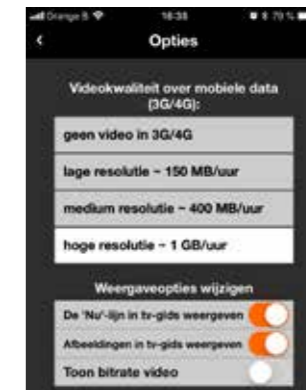 Orange B 16:35 79 %
Opties
Videokwaliteit over mobiele data
(3G/4G):
geen video in 3G/4G
lage resolutie ~ 150 MB/uur
medium resolutie ~ 400 MB/uur
hoge resolutie ~ 1 GB/uur
Weergaveopties wijzigen
De 'Nu'-lijn in tv-gids weergeven
Afbeeldingen in tv-gids weergeven
Toon bitrate video